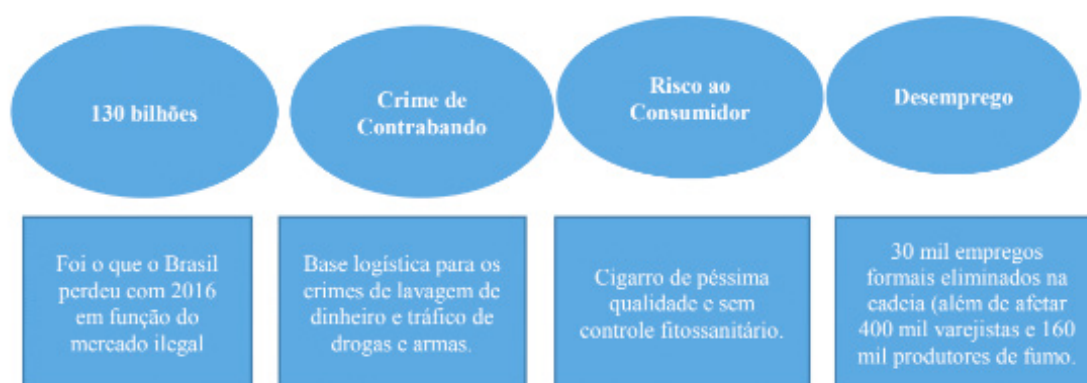 130 bilhões
Crime de
Contrabando
Risco ao
Consumidor
Desemprego
Foi o que o Brasil
perdeu com 2016
em função do
mercado ilegal
Base logística para os
crimes de lavagem de
dinheiro e tráfico de
drogas e armas.
Cigarro de péssima
qualidade e sem
controle fitossanitário.
30 mil empregos
formais eliminados na
cadeia (além de afetar
400 mil varejistas e 160
mil produtores de fumo.